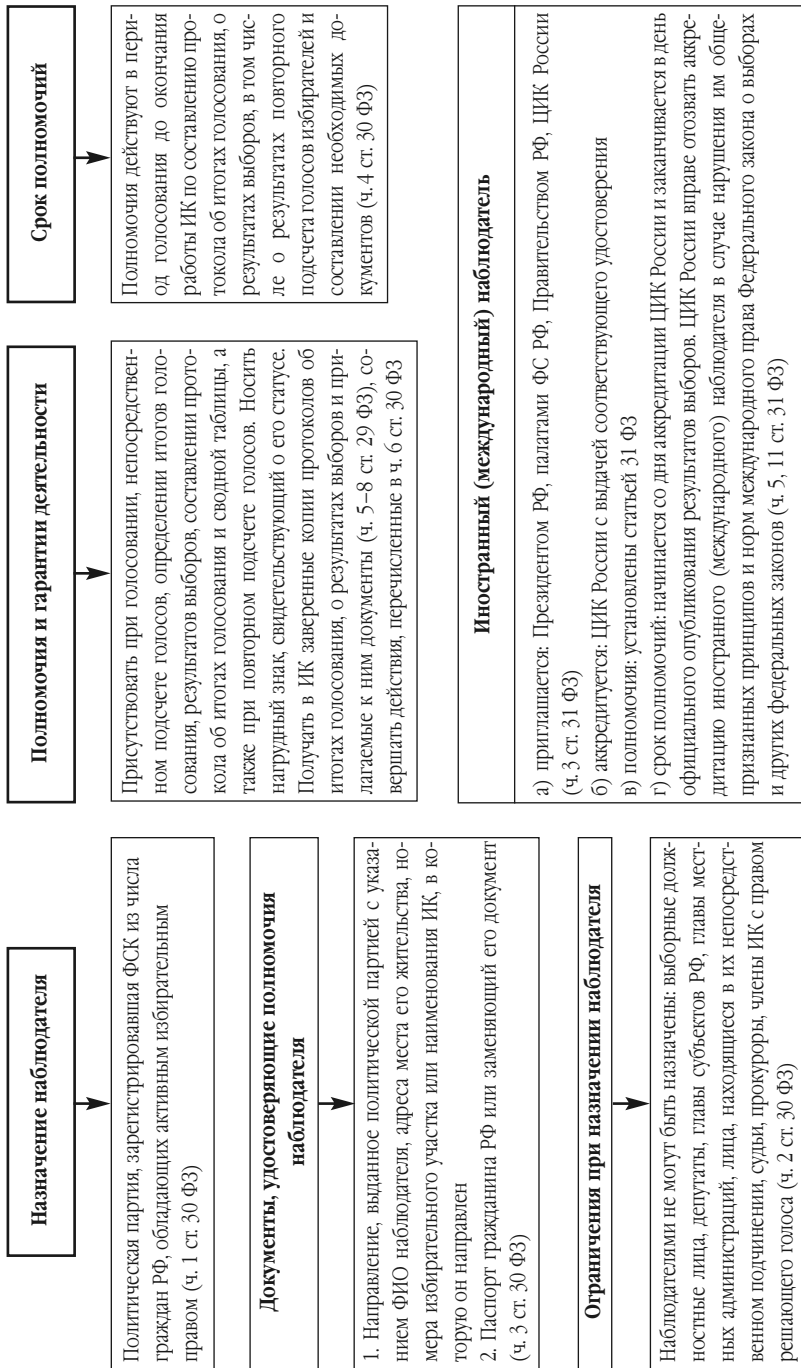 Назначение наблюдателя
Политическая партия, зарегистрировавшая ФСК из числа
граждан РФ, обладающих активным избирательным
правом (ч. 1 ст. 30 ФЗ)
Документы, удостоверяющие полномочия
наблюдателя
1. Направление, выданное политической партией с указа-
нием ФИО наблюдателя, адреса места его жительства, но-
мера избирательного участка или наименования ИК, в ко-
торую он направлен
2. Паспорт гражданина РФ или заменяющий его документ
(ч. 3 ст. 30 ФЗ)
Ограничения при назначении наблюдателя
Наблюдателями не могут быть назначены: выборные долж-
ностные лица, депутаты, главы субъектов РФ, главы мест-
ных администраций, лица, находящиеся в их непосредст-
венном подчинении, судьи, прокуроры, члены ИК с правом
решающего голоса (ч. 2 ст. 30 ФЗ)
Полномочия и гарантии деятельности
Присутствовать при голосовании, непосредствен-
ном подсчете голосов, определении итогов голо-
сования, результатов выборов, составлении прото-
кола об итогах голосования и сводной таблицы, а
также при повторном подсчете голосов. Носить
нагрудный знак, свидетельствующий о его статусе.
Получать в ИК заверенные копии протоколов об
итогах голосования, о результатах выборов и при-
лагаемые к ним документы (ч. 5–8 ст. 29 ФЗ), со-
вершать действия, перечисленные в ч. 6 ст. 30 ФЗ
Срок полномочий
Полномочия действуют в пери-
од голосования до окончания
работы ИК по составлению про-
токола об итогах голосования, о
результатах выборов, в том чис-
ле о результатах повторного
подсчета голосов избирателей и
составлении необходимых до-
кументов (ч. 4 ст. 30 ФЗ)
Иностранный (международный) наблюдатель
а) приглашается: Президентом РФ, палатами ФС РФ, Правительством РФ, ЦИК России
(ч. 3 ст. 31 ФЗ)
б) аккредитуется: ЦИК России с выдачей соответствующего удостоверения
в) полномочия: установлены статьей 31 ФЗ
г) срок полномочий: начинается со дня аккредитации ЦИК России и заканчивается в день
официального опубликования результатов выборов. ЦИК России вправе отозвать аккре-
дитацию иностранного (международного) наблюдателя в случае нарушения им обще-
признанных принципов и норм международного права Федерального закона о выборах
и других федеральных законов (ч. 5, 11 ст. 31 ФЗ)